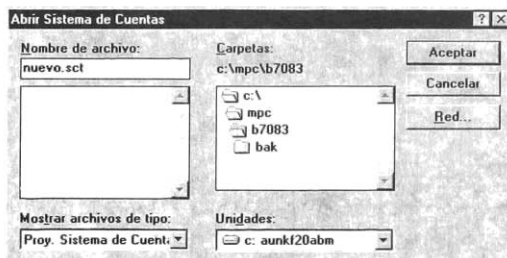 Abrir Sistema de Cuentas
Nombre de archivo:
nuevo.sct
Carpetas:
c:\mpc\b7083
c:\
mpc
b7083
bak
Aceptar
Cancelar
Red...
Mostrar archivos de tipo:
Proy. Sistema de Cuent
Unidades:
c: aunkf20abm